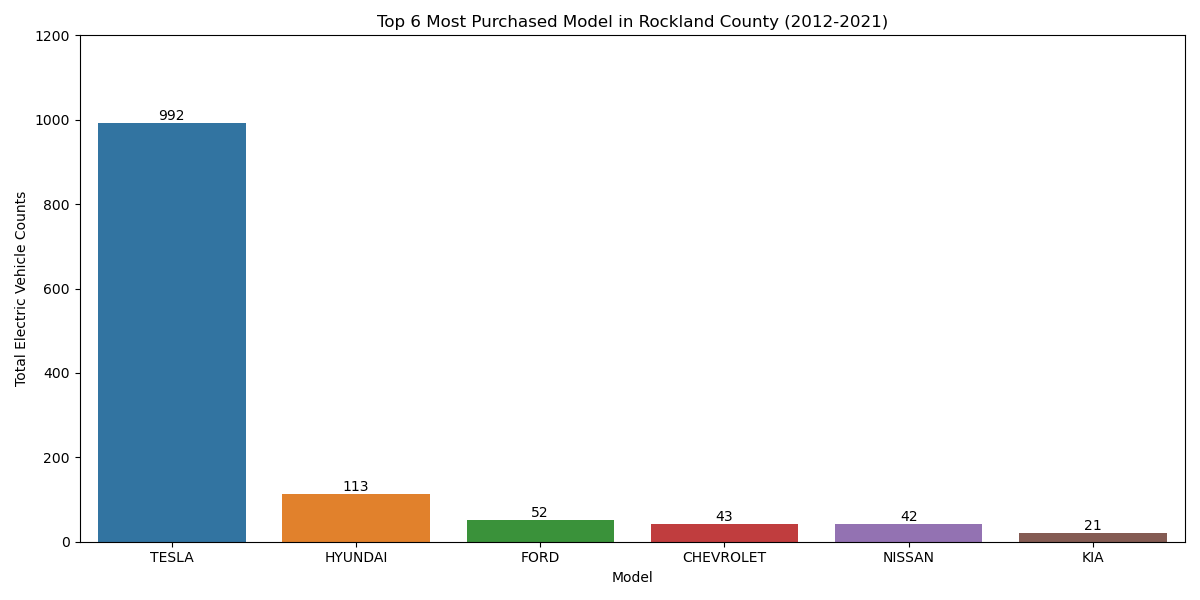 Top 6 Most Purchased Model in Rockland County (2012-2021)
Total Electric Vehicle Counts
1200
1000
800
600
400
200
0
992
113
52
43
42
21
TESLA
HYUNDAI
FORD
CHEVROLET
NISSAN
KIA
Model